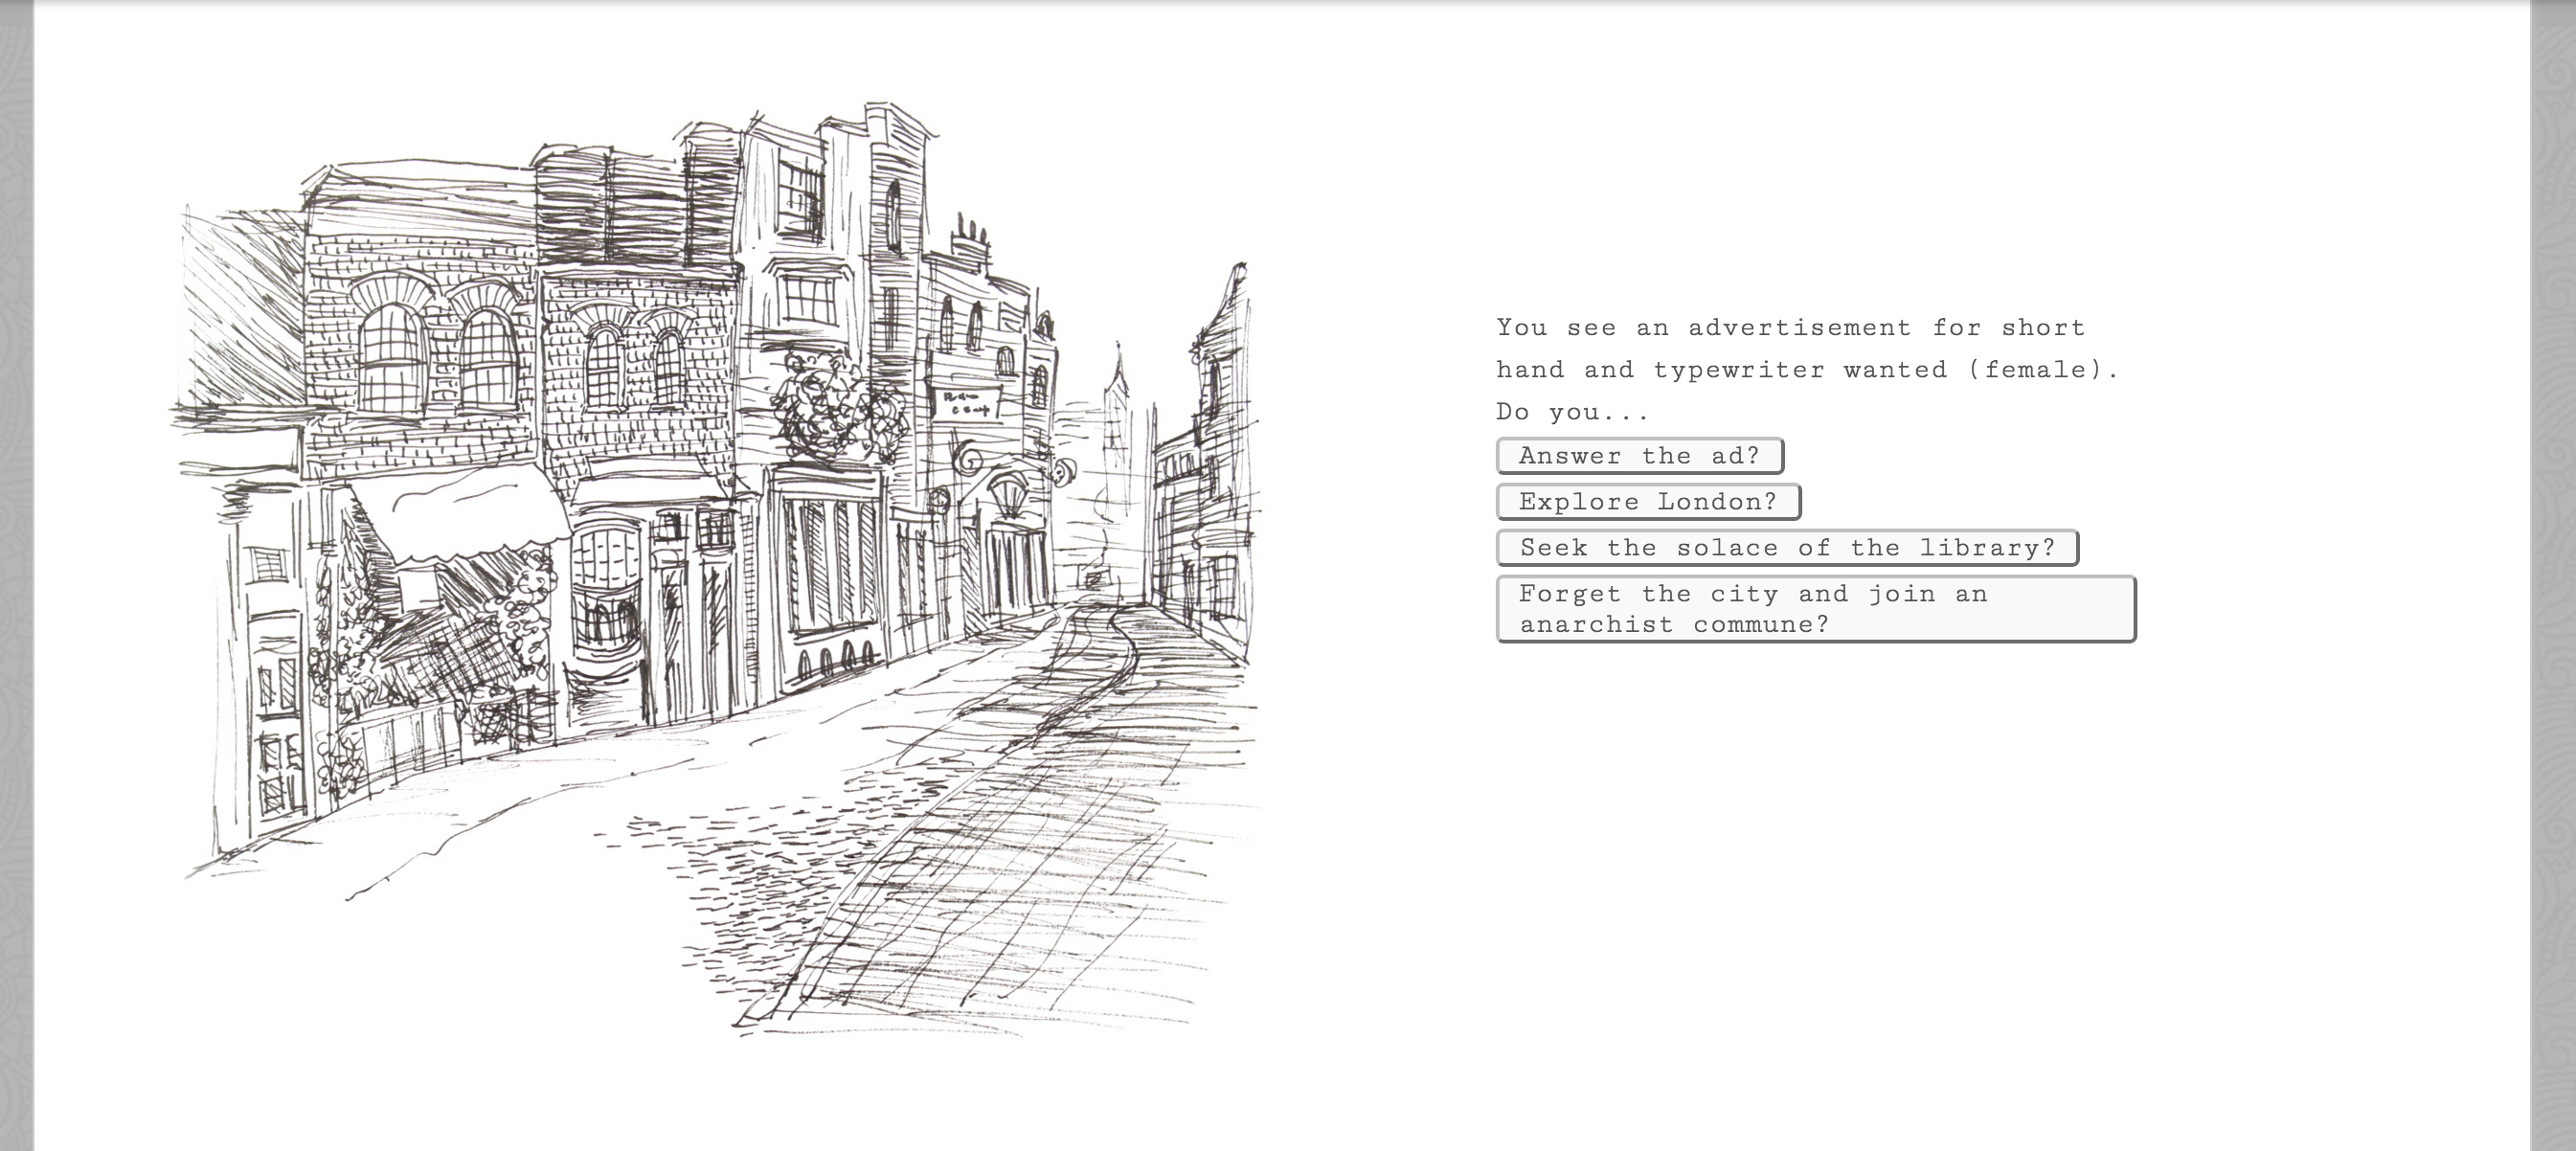 You see an advertisement for short
hand and typewriter wanted (female).
Do you...
Answer the ad?
Explore London?
Seek the solace of the library?
Forget the city and join an
anarchist commune?